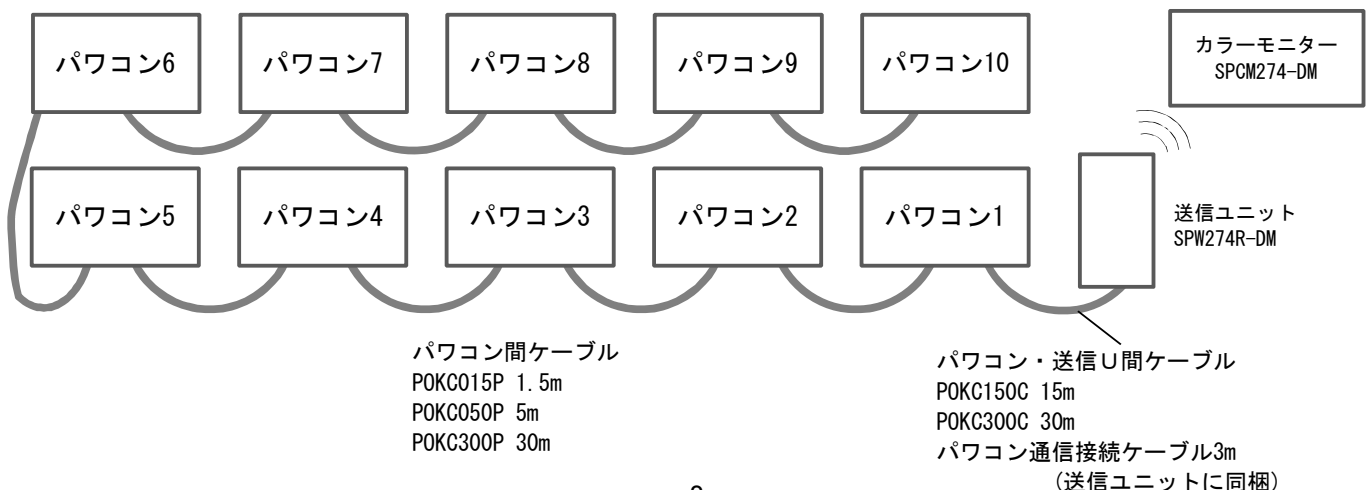 パワコン6
パワコン7
パワコン8
パワコン9
パワコン10
カラーモニター
SPCM274-DM
パワコン5
パワコン4
パワコン3
パワコン2
パワコン1
送信ユニット
SPW274R-DM
パワコン間ケーブル
POKC015P 1.5m
POKC050P 5m
POKC300P 30m
パワコン・送信U間ケーブル
POKC150C 15m
POKC300C 30m
パワコン通信接続ケーブル3m
(送信ユニットに同梱)